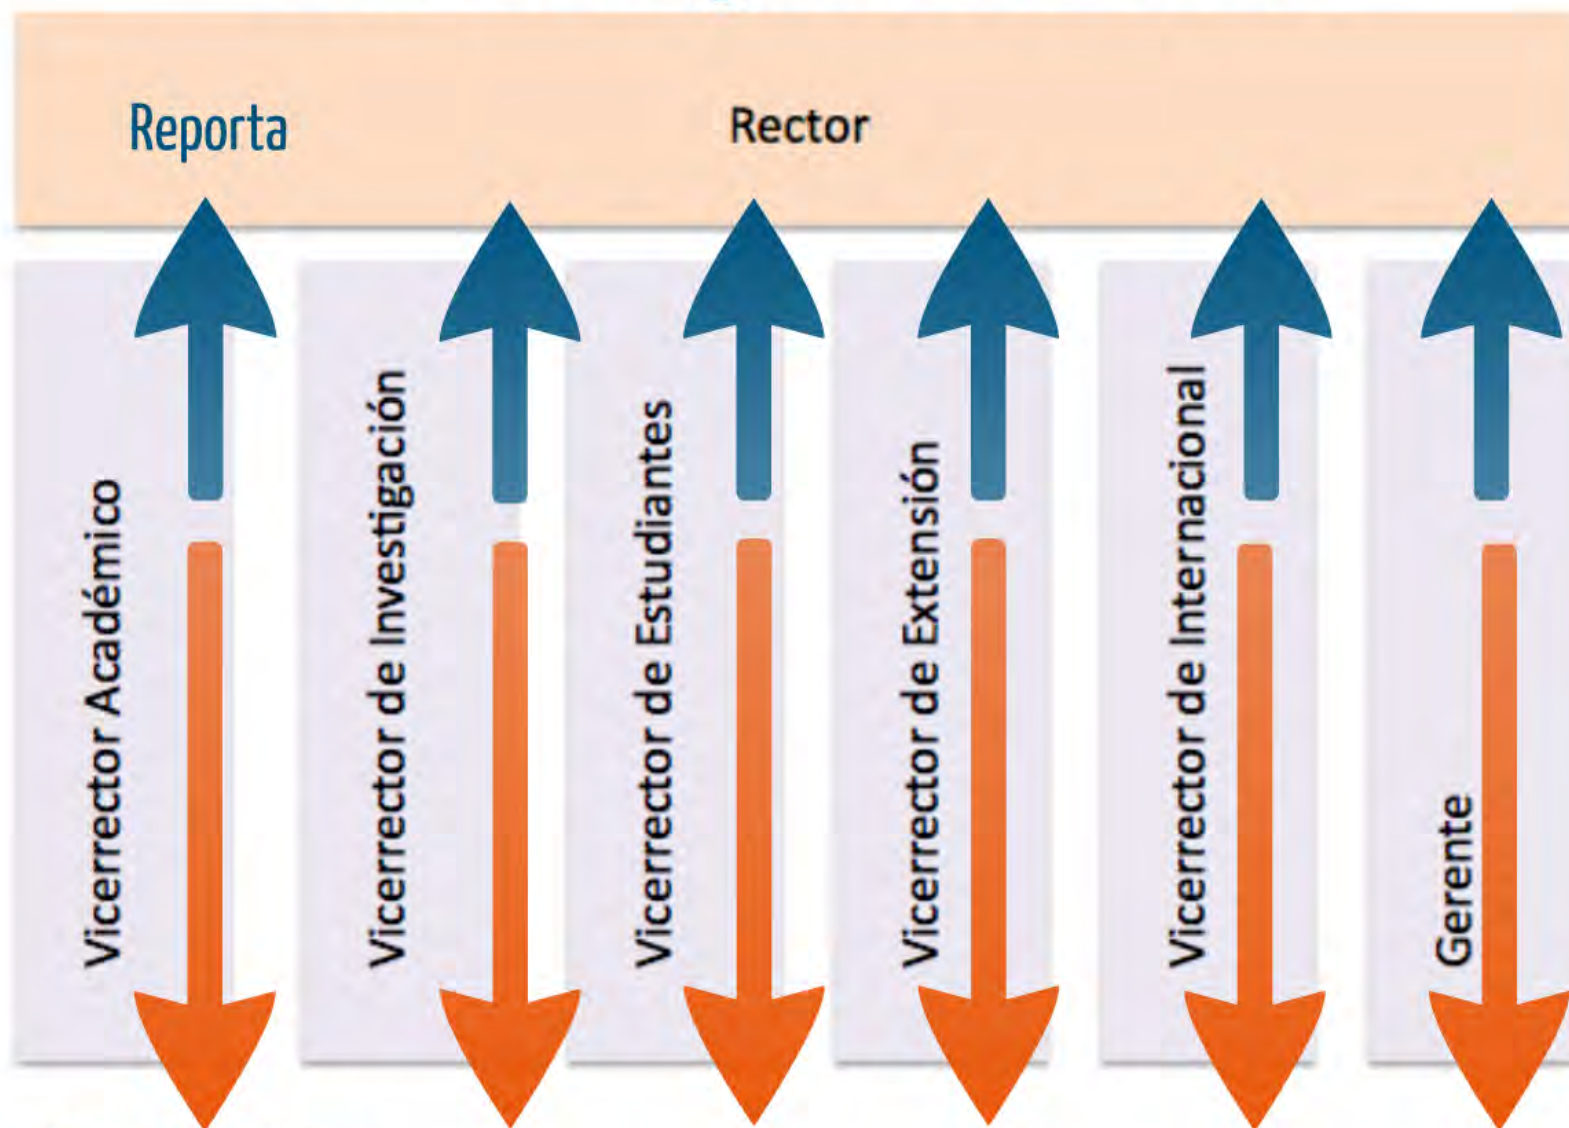 Reporta
Rector
Vicerrector Académico
Vicerrector de Investigación
Vicerrector de Estudiantes
Vicerrector de Extensión
Vicerrector de Internacional
Gerente